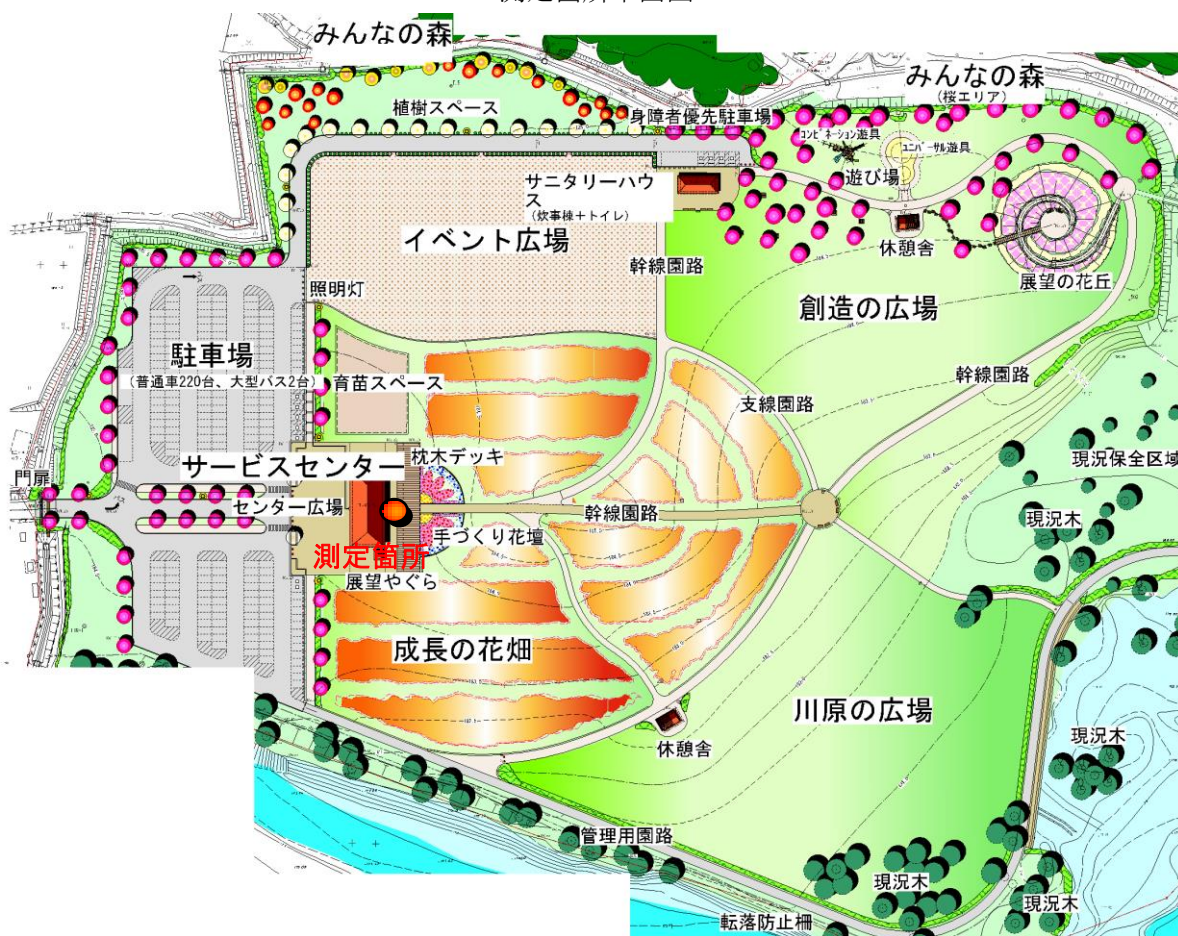 みんなの森
植樹スペース
身障者優先駐車場
みんなの森
(桜エリア)
コンビネーション遊具
ユニバーサル遊具
遊び場
サニタリーハウ
ス
(炊事棟+トイレ)
イベント広場
休憩舎
幹線園路
展望の花丘
照明灯
創造の広場
駐車場
(普通車220台、大型バス2台)
育苗スペース
幹線園路
支線園路
枕木デッキ
サービスセンター
現況保全区域
門扉
センター広場
幹線園路
現況木
手づくり花壇
測定箇所
展望やぐら
成長の花畑
川原の広場
休憩舎
現況木
管理用園路
現況木
現況木
転落防止柵